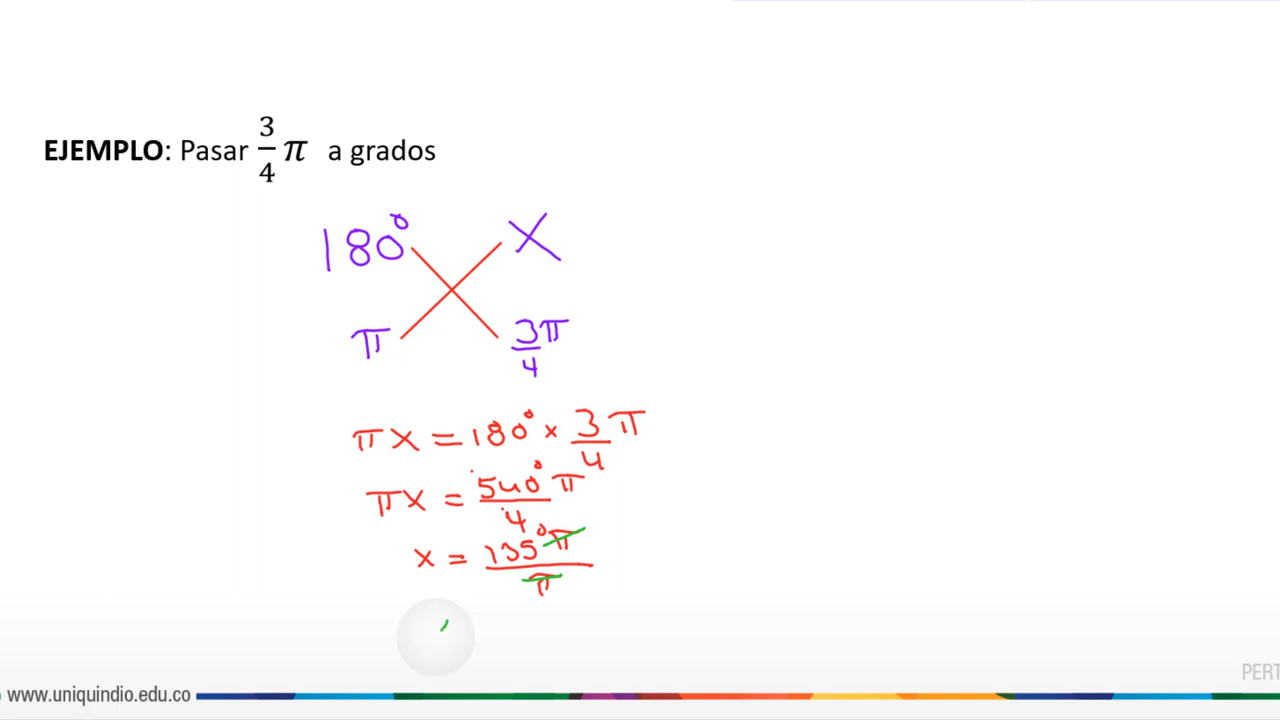 EJEMPLO: Pasar 3/4 π a grados
180° X
π 3π/4
πx = 180° × 3/4 π
πx = 540°/4 π
x = 135°π/π
www.uniquindio.edu.co
PERT